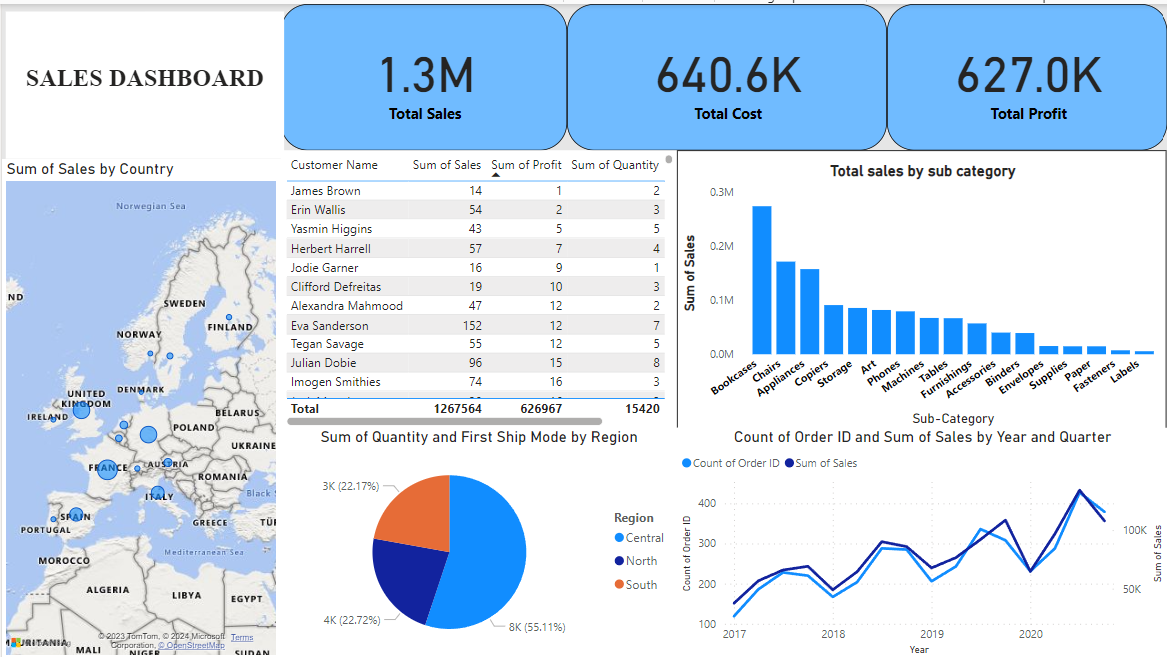 SALES DASHBOARD
1.3M
Total Sales
640.6K
Total Cost
627.0K
Total Profit
Sum of Sales by Country
Norwegian Sea
SWEDEN
FINLAND
NORWAY
UNITED
KINGDOM
DENMARK
IRELAND
BELARUS
POLAND
UKRAINE
FRANCE
AUSTRIA
ROMANIA
ITALY
Black
SPAIN
PORTUGAL
GREECE
Mediterranean Sea
MOROCCO
ALGERIA
LIBYA
EGYPT
MALI
NIGER
SUDAN
© 2023 TomTom, © 2024 Microsoft
Corporation, © OpenStreetMap
Terms
Customer Name Sum of Sales Sum of Profit Sum of Quantity
James Brown 14 1 2
Erin Wallis 54 2 3
Yasmin Higgins 43 5 5
Herbert Harrell 57 7 4
Jodie Garner 16 9 1
Clifford Defreitas 19 10 3
Alexandra Mahmood 47 12 2
Eva Sanderson 152 12 7
Tegan Savage 55 12 5
Julian Dobie 96 15 8
Imogen Smithies 74 16 3
Total 1267564 626967 15420
Total sales by sub category
Sum of Sales
0.3M
0.2M
0.1M
0.0M
Bookcases
Chairs
Appliances
Copiers
Storage
Art
Phones
Machines
Tables
Furnishings
Accessories
Binders
Envelopes
Supplies
Paper
Fasteners
Labels
Sub-Category
Sum of Quantity and First Ship Mode by Region
3K (22.17%)
4K (22.72%)
8K (55.11%)
Region
Central
North
South
Count of Order ID and Sum of Sales by Year and Quarter
Count of Order ID Sum of Sales
Count of Order ID
400
300
200
100
100K
50K
Sum of Sales
2017
2018
2019
2020
Year